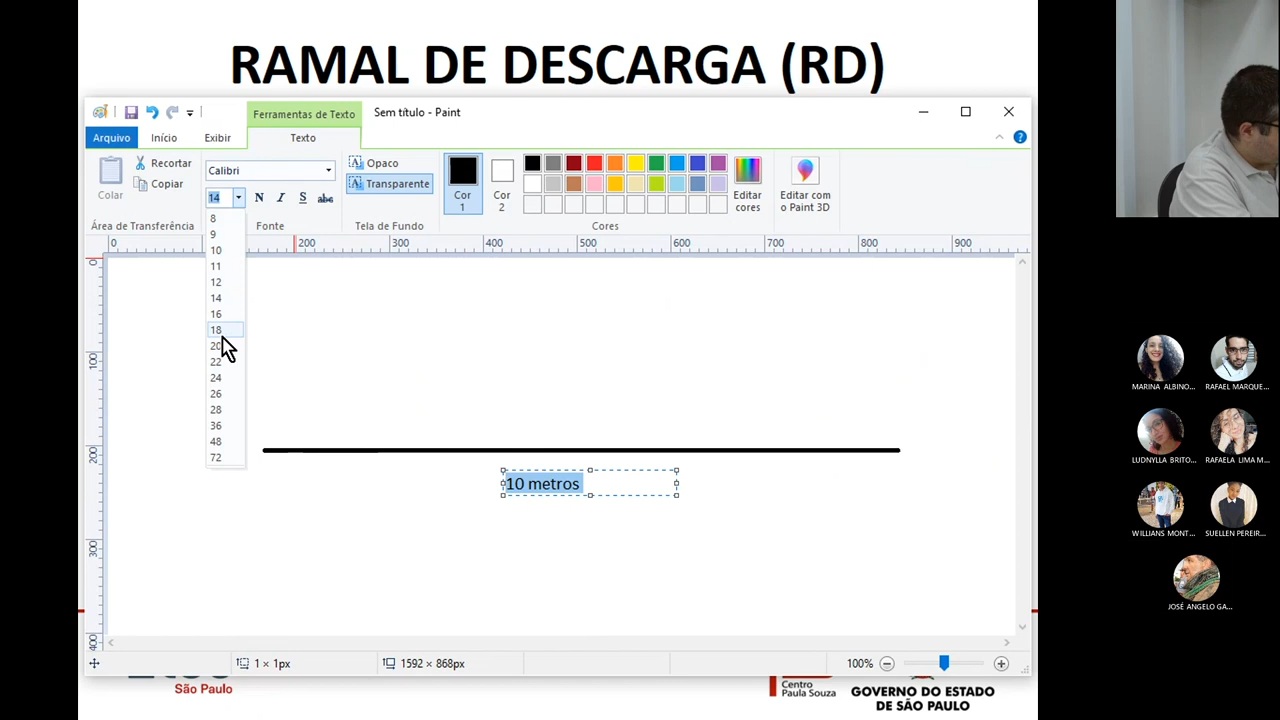 RAMAL DE DESCARGA (RD)
Ferramentas de Texto
Sem título - Paint
Arquivo
Início
Exibir
Texto
Colar
Recortar
Copiar
Área de Transferência
Calibri
14
N I S abc
Fonte
Opaco
Transparente
Tela de Fundo
Cor 1
Cor 2
Editar cores
Editar com o Paint 3D
Cores
0 200 300 400 500 600 700 800 900
8
9
10
11
12
14
16
18
20
22
24
26
28
36
48
72
0
100
200
300
400
10 metros
1 × 1px
1592 × 868px
100%
São Paulo
Centro
Paula Souza
GOVERNO DO ESTADO
DE SÃO PAULO
MARINA ALBINO...
RAFAEL MARQUE...
LUDNYLLA BRITO...
RAFAELA LIMA M...
WILLIANS MONT...
SUELLEN PEREIR...
JOSÉ ANGELO GA...